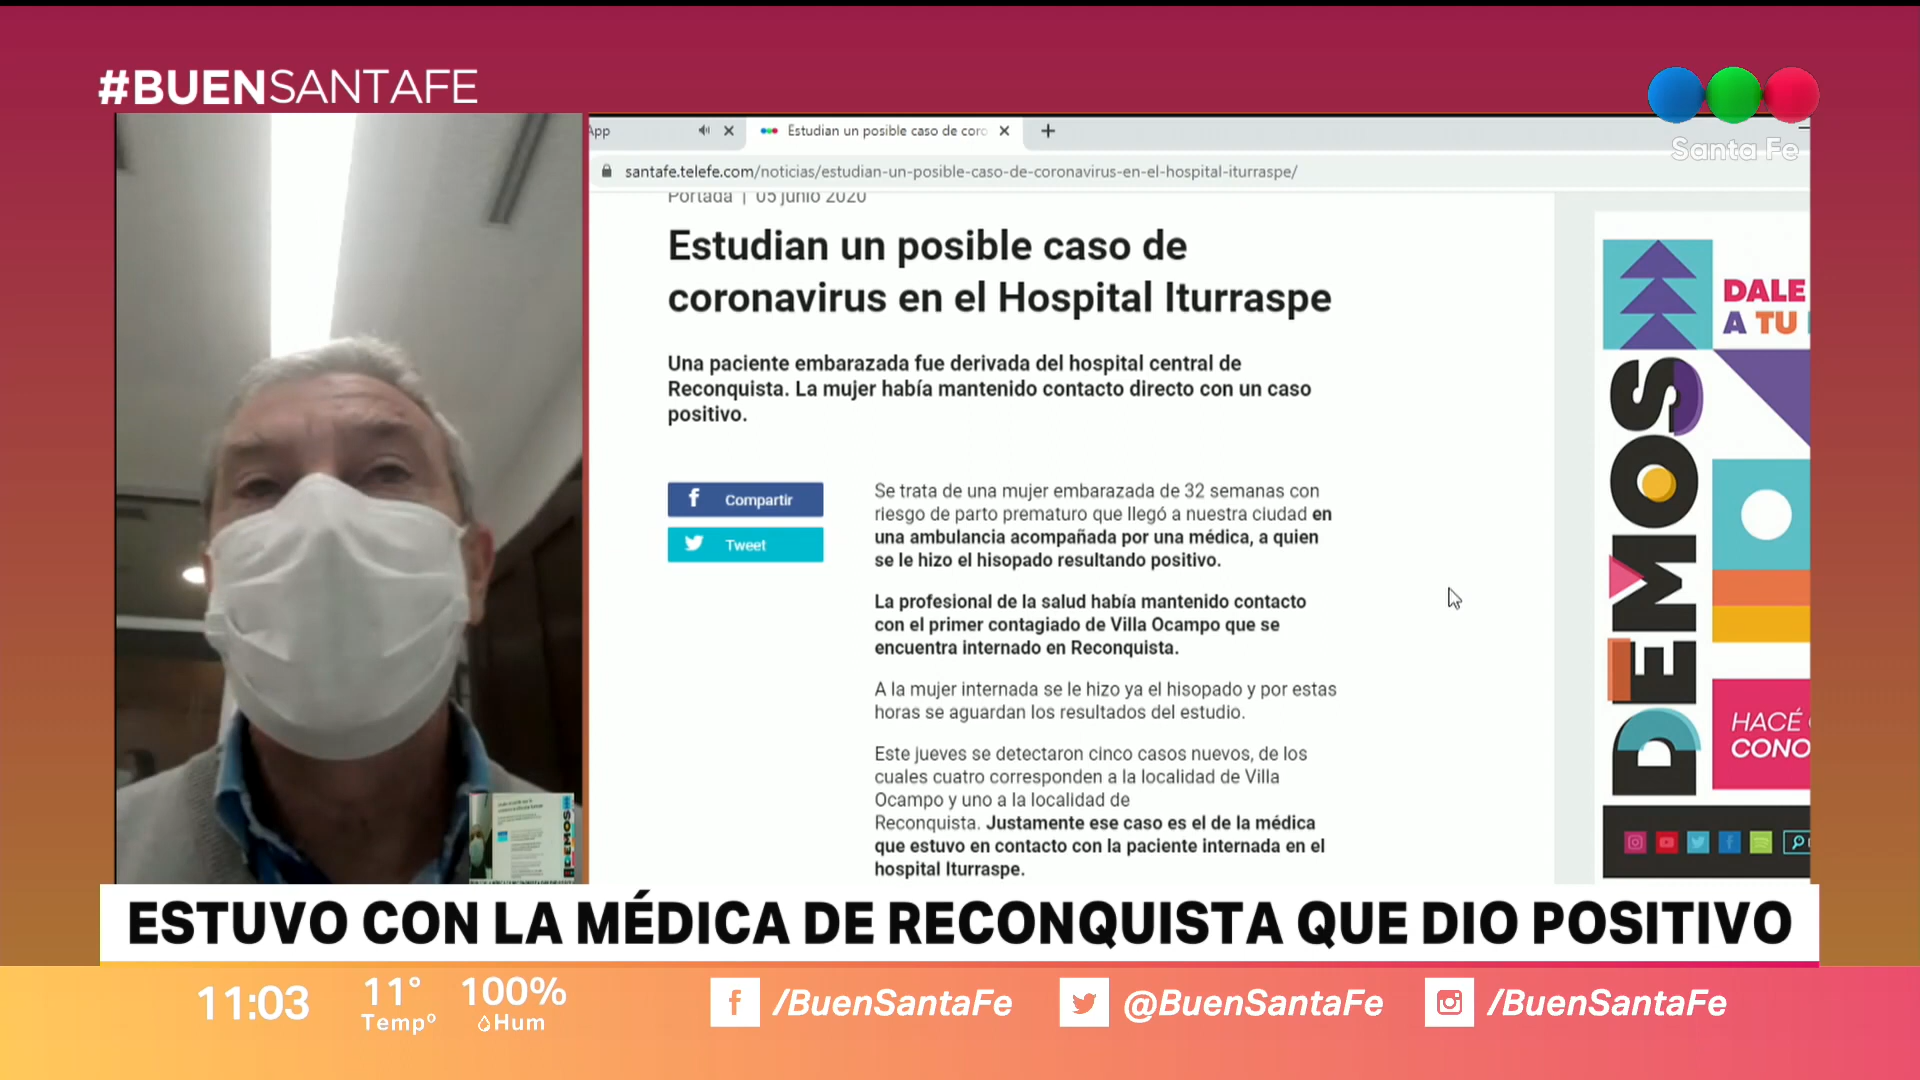 #BUENSANTAFE
Santa Fe
App
Estudian un posible caso de coro
santafe.telefe.com/noticias/estudian-un-posible-caso-de-coronavirus-en-el-hospital-iturraspe/
Portada | 05 junio 2020
Estudian un posible caso de
coronavirus en el Hospital Iturraspe
Una paciente embarazada fue derivada del hospital central de
Reconquista. La mujer había mantenido contacto directo con un caso
positivo.
Compartir
Tweet
Se trata de una mujer embarazada de 32 semanas con
riesgo de parto prematuro que llegó a nuestra ciudad en
una ambulancia acompañada por una médica, a quien
se le hizo el hisopado resultando positivo.
La profesional de la salud había mantenido contacto
con el primer contagiado de Villa Ocampo que se
encuentra internado en Reconquista.
A la mujer internada se le hizo ya el hisopado y por estas
horas se aguardan los resultados del estudio.
Este jueves se detectaron cinco casos nuevos, de los
cuales cuatro corresponden a la localidad de Villa
Ocampo y uno a la localidad de
Reconquista. Justamente ese caso es el de la médica
que estuvo en contacto con la paciente internada en el
hospital Iturraspe.
DEMOS
DALE
A TU
HACÉ
CONO
ESTUVO CON LA MÉDICA DE RECONQUISTA QUE DIO POSITIVO
11:03
11° 100%
Tempº Hum
/BuenSantaFe @BuenSantaFe /BuenSantaFe